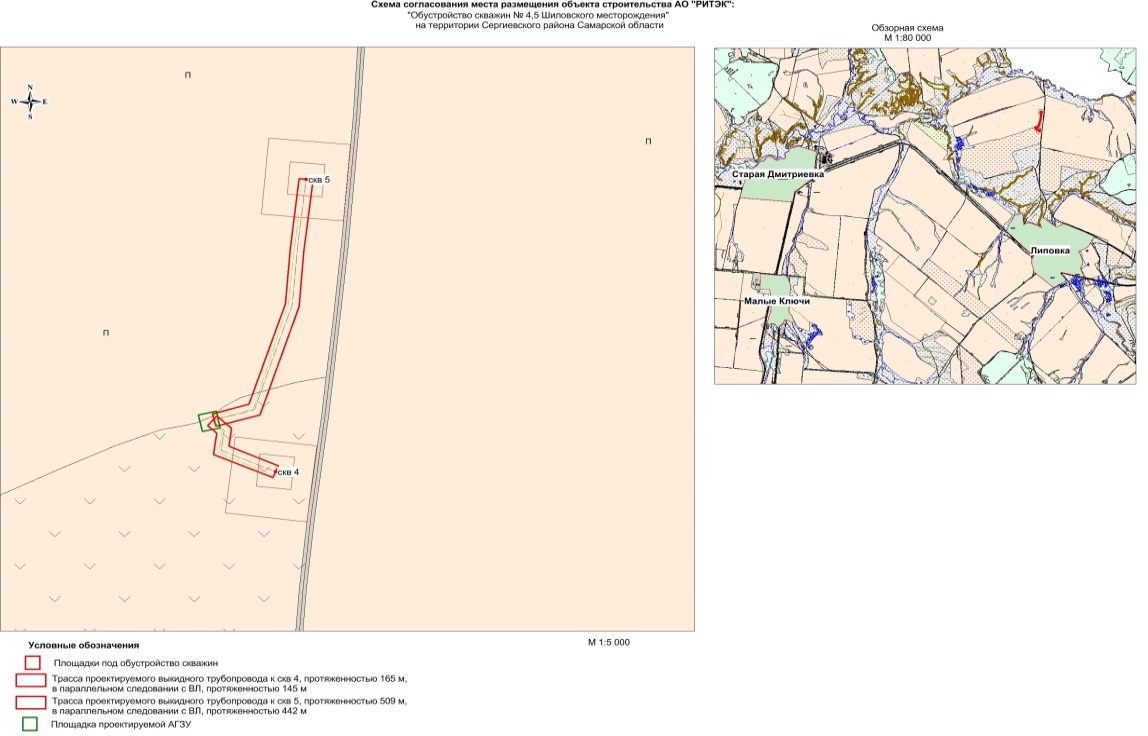 Схема согласования места размещения объекта строительства АО "РИТЭК":
"Обустройство скважин № 4,5 Шиловского месторождения"
на территории Сергиевского района Самарской области
Обзорная схема
М 1:80 000
П
N
W E
S
П
скв 5
П
скв 4
Старая Дмитриевка
Липовка
Малые Ключи
М 1:5 000
Условные обозначения
Площадки под обустройство скважин
Трасса проектируемого выкидного трубопровода к скв 4, протяженностью 165 м,
в параллельном следовании с ВЛ, протяженностью 145 м
Трасса проектируемого выкидного трубопровода к скв 5, протяженностью 509 м,
в параллельном следовании с ВЛ, протяженностью 442 м
Площадка проектируемой АГЗУ